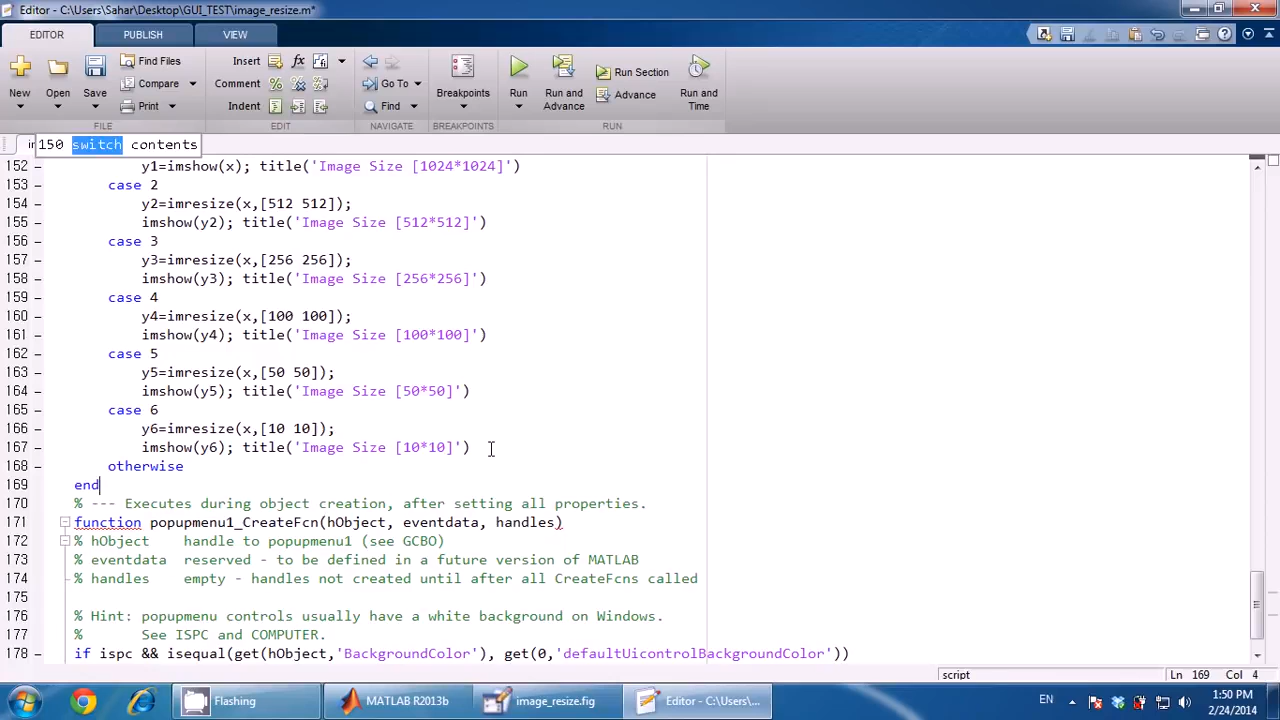 Editor - C:\Users\Sahar\Desktop\GUI_TEST\image_resize.m*
EDITOR PUBLISH VIEW
Find Files Insert fx Go To Run Section
Compare Comment Advance
New Open Save Print Indent Find Breakpoints Run Run and Advance Run and Time
FILE EDIT NAVIGATE BREAKPOINTS RUN
150 switch contents
152 - y1=imshow(x); title('Image Size [1024*1024]')
153 - case 2
154 - y2=imresize(x,[512 512]);
155 - imshow(y2); title('Image Size [512*512]')
156 - case 3
157 - y3=imresize(x,[256 256]);
158 - imshow(y3); title('Image Size [256*256]')
159 - case 4
160 - y4=imresize(x,[100 100]);
161 - imshow(y4); title('Image Size [100*100]')
162 - case 5
163 - y5=imresize(x,[50 50]);
164 - imshow(y5); title('Image Size [50*50]')
165 - case 6
166 - y6=imresize(x,[10 10]);
167 - imshow(y6); title('Image Size [10*10]')
168 - otherwise
169 - end
170 % --- Executes during object creation, after setting all properties.
171 function popupmenu1_CreateFcn(hObject, eventdata, handles)
172 % hObject    handle to popupmenu1 (see GCBO)
173 % eventdata  reserved - to be defined in a future version of MATLAB
174 % handles    empty - handles not created until after all CreateFcns called
175
176 % Hint: popupmenu controls usually have a white background on Windows.
177 %       See ISPC and COMPUTER.
178 - if ispc && isequal(get(hObject,'BackgroundColor'), get(0,'defaultUicontrolBackgroundColor'))
script Ln 169 Col 4
Flashing MATLAB R2013b image_resize.fig Editor - C:\Users\... EN 1:50 PM
2/24/2014